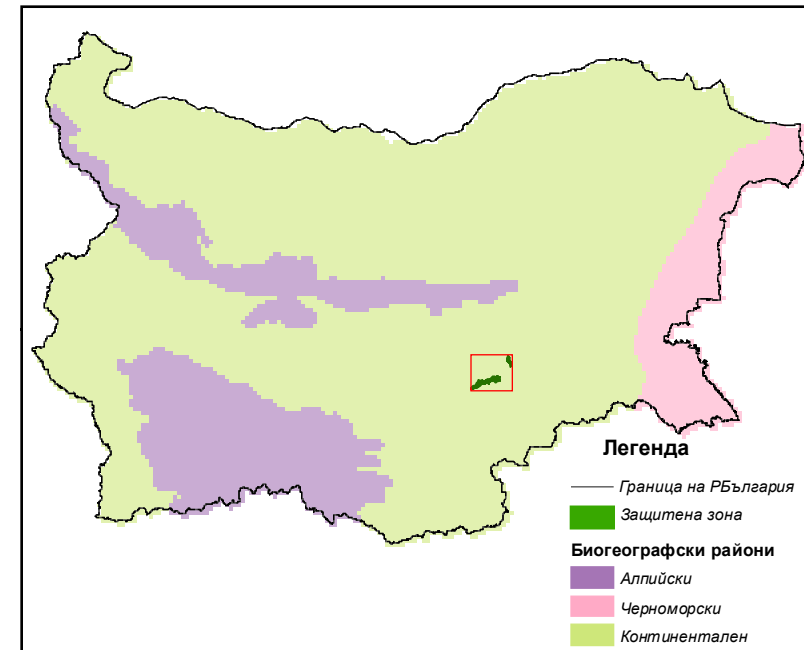 Легенда
Граница на РБългария
Защитена зона
Биогеографски райони
Алпийски
Черноморски
Континентален